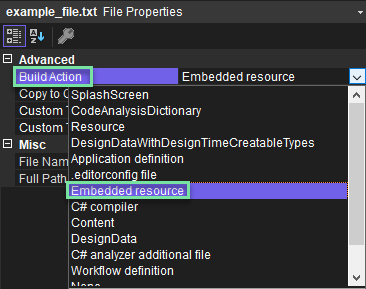 example_file.txt File Properties
Advanced
Build Action Embedded resource
Copy to O
Custom T
Custom T
Misc
File Nam
Full Path
SplashScreen
CodeAnalysisDictionary
Resource
DesignDataWithDesignTimeCreatableTypes
Application definition
.editorconfig file
Embedded resource
C# compiler
Content
DesignData
C# analyzer additional file
Workflow definition
None